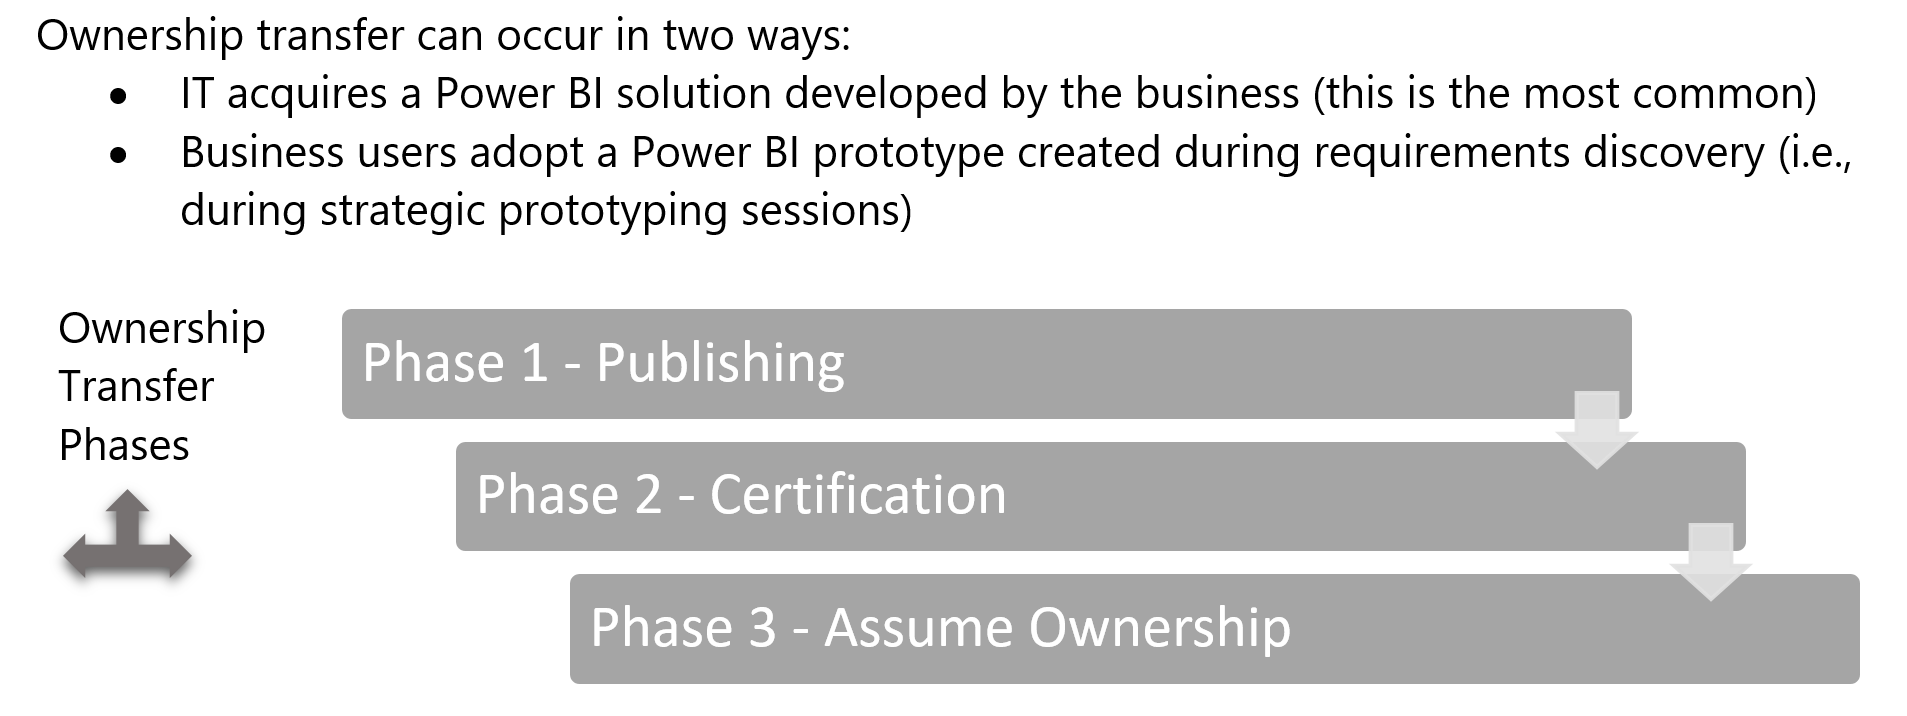 Ownership transfer can occur in two ways:
• IT acquires a Power BI solution developed by the business (this is the most common)
• Business users adopt a Power BI prototype created during requirements discovery (i.e.,
during strategic prototyping sessions)
Ownership
Transfer
Phases
Phase 1 - Publishing
Phase 2 - Certification
Phase 3 - Assume Ownership